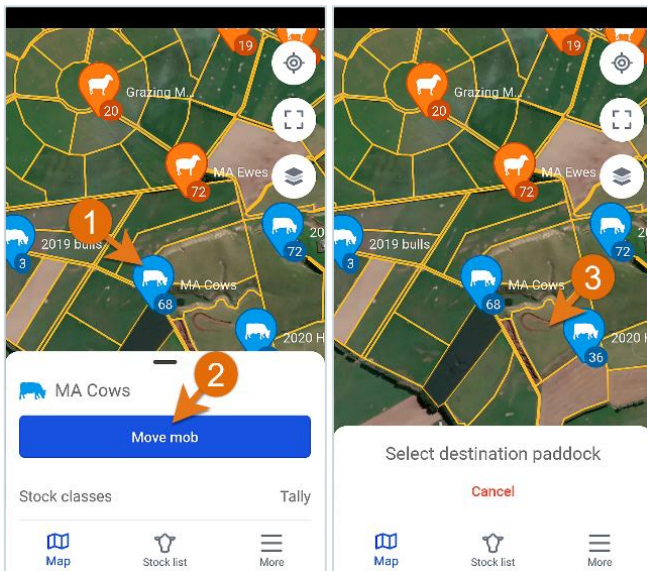 19
Grazing M...
20
MA Ewes
72
1
2019 bulls
3
MA Cows
68
20
72
2020 H
2
MA Cows
Move mob
Stock classes Tally
Map Stock list More
19
Grazing M...
20
MA Ewes
72
2019 bulls
3
MA Cows
68
3
20
72
2020 H
36
Select destination paddock
Cancel
Map Stock list More